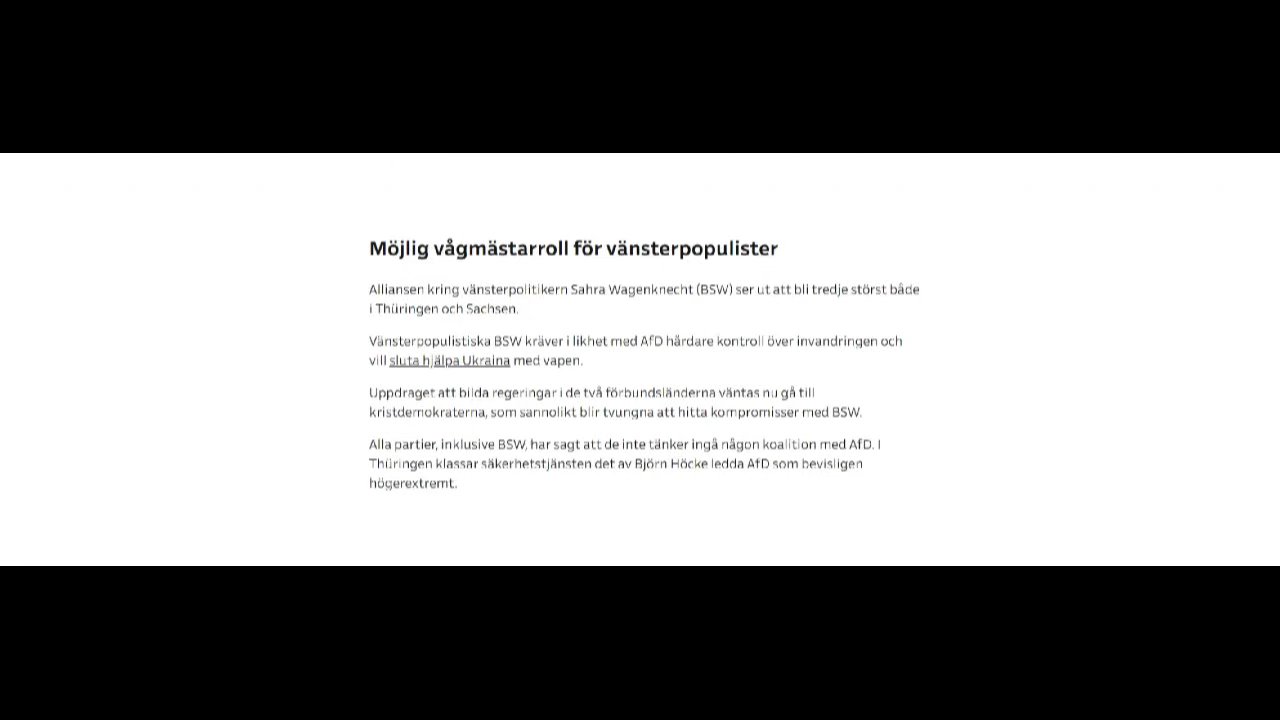 Möjlig vågmästarroll för vänsterpopulister
Alliansen kring vänsterpolitikern Sahra Wagenknecht (BSW) ser ut att bli tredje störst både
i Thüringen och Sachsen.
Vänsterpopulistiska BSW kräver i likhet med AfD hårdare kontroll över invandringen och
vill sluta hjälpa Ukraina med vapen.
Uppdraget att bilda regeringar i de två förbundsländerna väntas nu gå till
kristdemokraterna, som sannolikt blir tvungna att hitta kompromisser med BSW.
Alla partier, inklusive BSW, har sagt att de inte tänker ingå någon koalition med AfD. I
Thüringen klassar säkerhetstjänsten det av Björn Höcke ledda AfD som bevisligen
högerextremt.